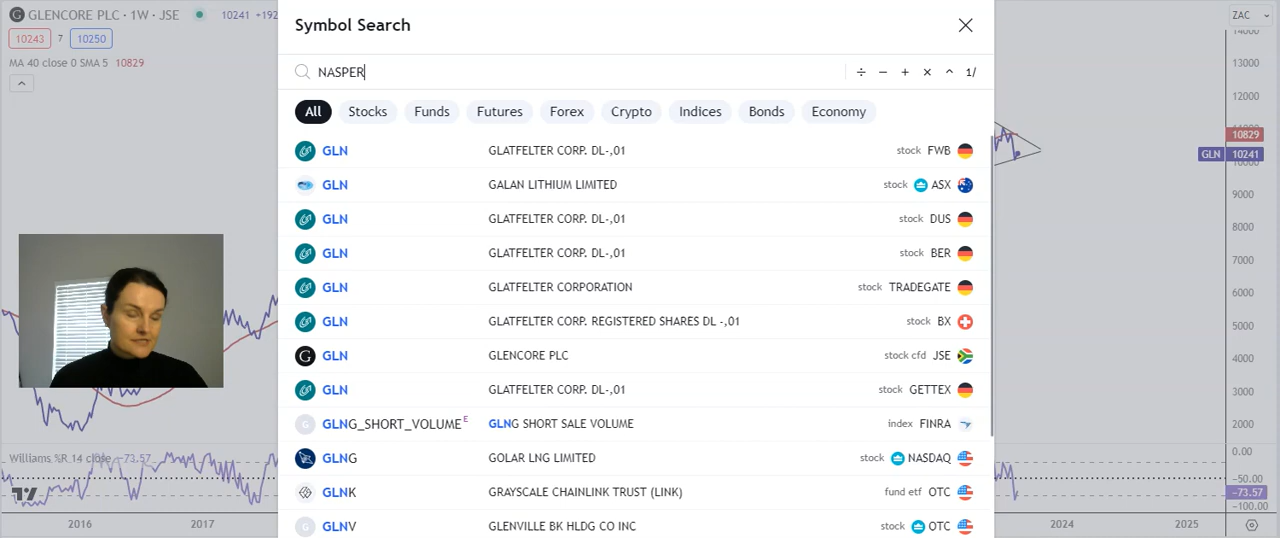 GLENCORE PLC · 1W · JSE
10241 +192
10243 7 10250
MA 40 close 0 SMA 5 10829
Symbol Search
NASPER
÷ − + × ^ 1/
All Stocks Funds Futures Forex Crypto Indices Bonds Economy
GLN GLATFELTER CORP. DL-,01 stock FWB
GLN GALAN LITHIUM LIMITED stock ASX
GLN GLATFELTER CORP. DL-,01 stock DUS
GLN GLATFELTER CORP. DL-,01 stock BER
GLN GLATFELTER CORPORATION stock TRADEGATE
GLN GLATFELTER CORP. REGISTERED SHARES DL -,01 stock BX
G GLN GLENCORE PLC stock cfd JSE
GLN GLATFELTER CORP. DL-,01 stock GETTEX
G GLNG_SHORT_VOLUME E GLNG SHORT SALE VOLUME index FINRA
GLNG GOLAR LNG LIMITED stock NASDAQ
GLNK GRAYSCALE CHAINLINK TRUST (LINK) fund etf OTC
G GLNV GLENVILLE BK HLDG CO INC stock OTC
ZAC
14000
13000
12000
10829
GLN 10241
10000
9000
8000
7000
6000
5000
4000
3000
2000
Williams %R 14 close −73.57
0.00
−50.00
−73.57
−100.00
2016 2017 2024 2025